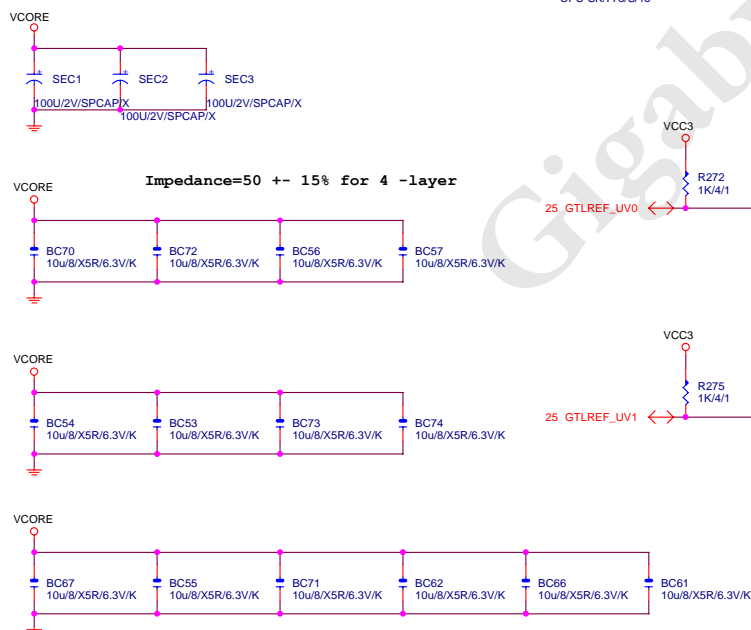 VCORE
SEC1
SEC2
SEC3
100U/2V/SPCAP/X
100U/2V/SPCAP/X
100U/2V/SPCAP/X
Gigab
VCC3
R272
1K/4/1
25 GTLREF_UV0
Impedance=50 +- 15% for 4 -layer
VCORE
BC70
10u/8/X5R/6.3V/K
BC72
10u/8/X5R/6.3V/K
BC56
10u/8/X5R/6.3V/K
BC57
10u/8/X5R/6.3V/K
VCC3
R275
1K/4/1
25 GTLREF_UV1
VCORE
BC54
10u/8/X5R/6.3V/K
BC53
10u/8/X5R/6.3V/K
BC73
10u/8/X5R/6.3V/K
BC74
10u/8/X5R/6.3V/K
VCORE
BC67
10u/8/X5R/6.3V/K
BC55
10u/8/X5R/6.3V/K
BC71
10u/8/X5R/6.3V/K
BC62
10u/8/X5R/6.3V/K
BC66
10u/8/X5R/6.3V/K
BC61
10u/8/X5R/6.3V/K